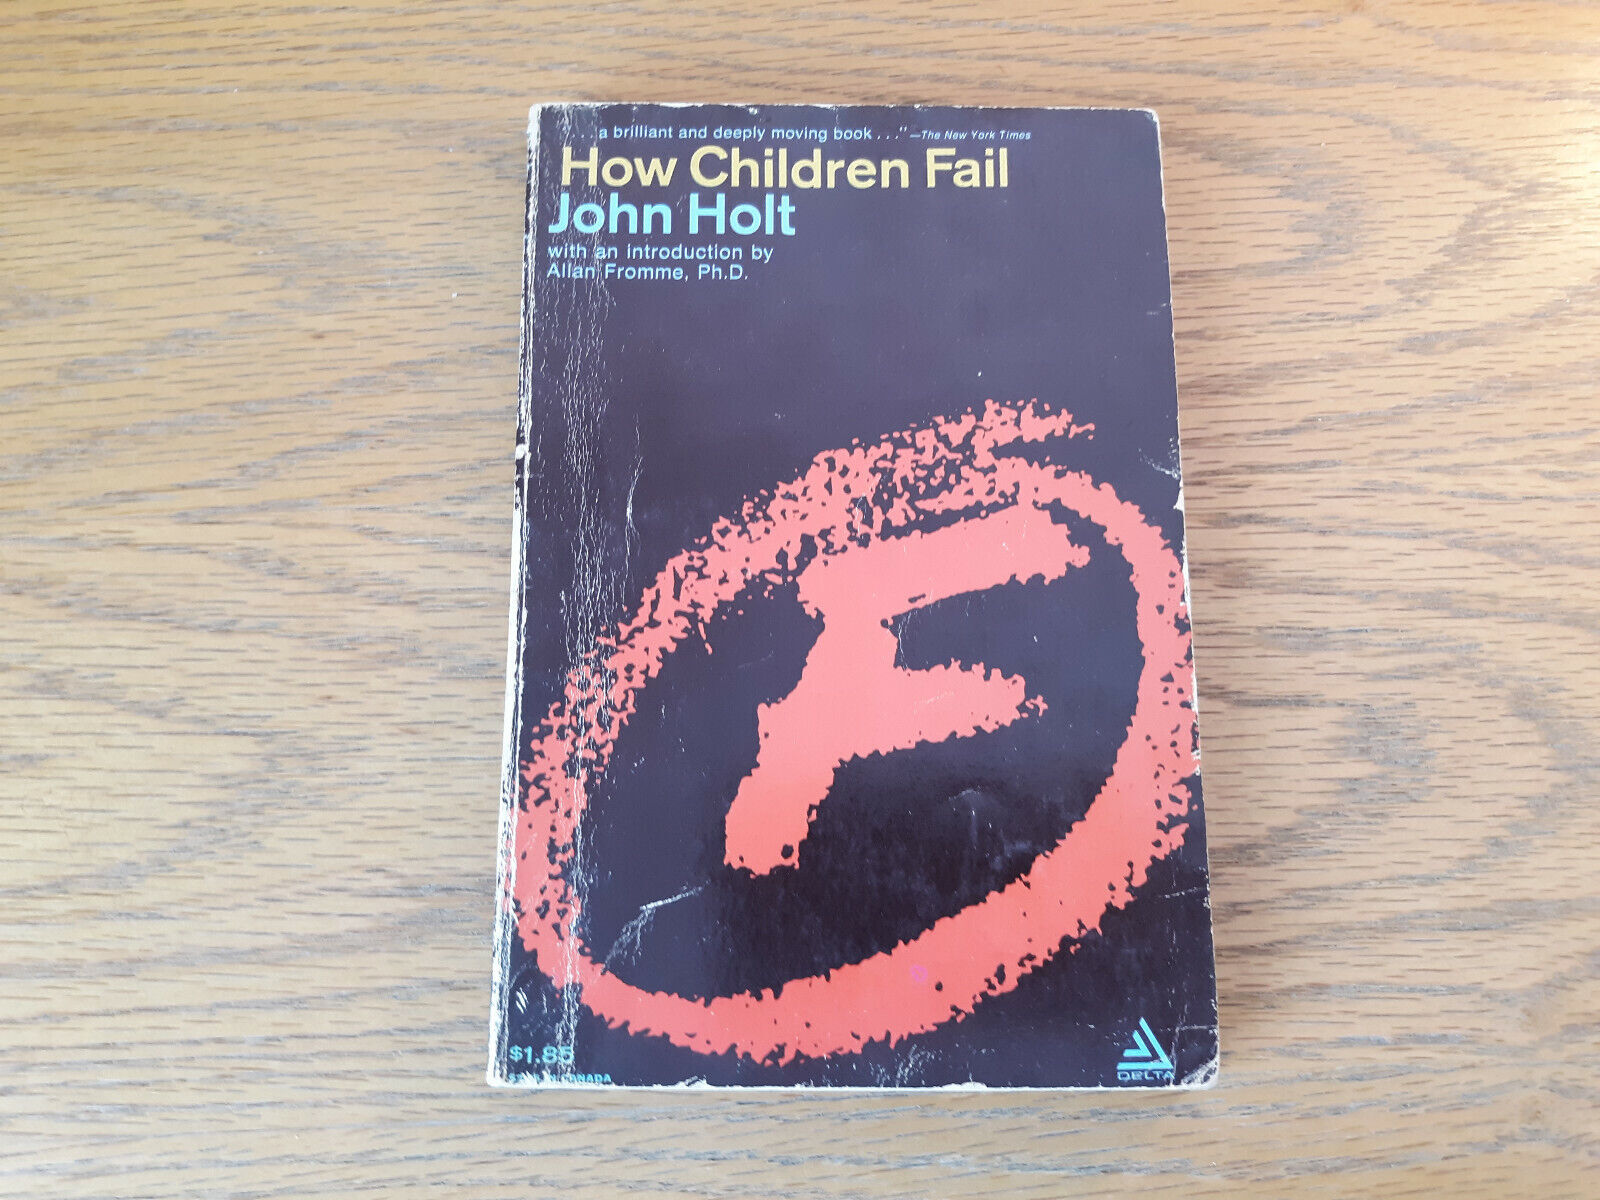 . . . a brilliant and deeply moving book . . ." —The New York Times
How Children Fail
John Holt
with an introduction by
Allan Fromme, Ph.D.
F
$1.85
CANADA
DELTA